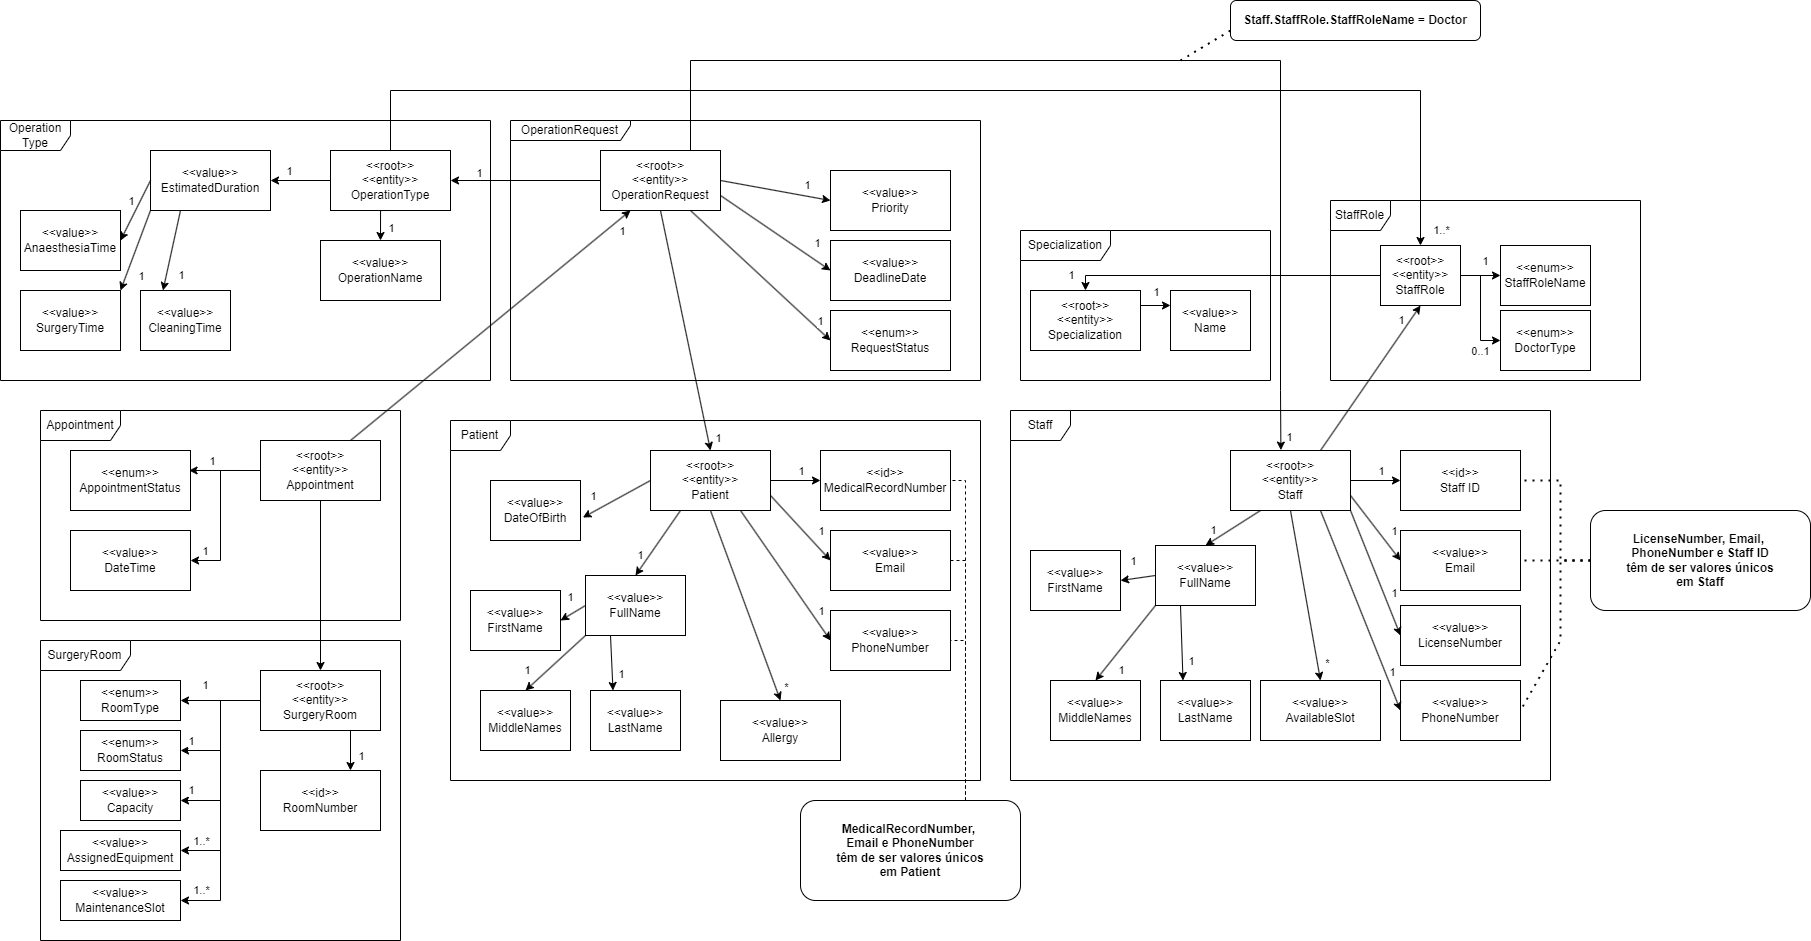 Staff.StaffRole.StaffRoleName = Doctor
Operation
Type
<<value>>
EstimatedDuration
1
<<root>>
<<entity>>
OperationType
1
1
<<value>>
AnaesthesiaTime
1
<<value>>
OperationName
1
1
<<value>>
SurgeryTime
<<value>>
CleaningTime
OperationRequest
<<root>>
<<entity>>
OperationRequest
1
1
<<value>>
Priority
1
<<value>>
DeadlineDate
1
<<enum>>
RequestStatus
Specialization
1
<<root>>
<<entity>>
Specialization
1
<<value>>
Name
StaffRole
1..*
<<root>>
<<entity>>
StaffRole
1
<<enum>>
StaffRoleName
1
0..1
<<enum>>
DoctorType
Appointment
<<enum>>
AppointmentStatus
1
<<root>>
<<entity>>
Appointment
<<value>>
DateTime
1
SurgeryRoom
<<enum>>
RoomType
1
<<root>>
<<entity>>
SurgeryRoom
<<enum>>
RoomStatus
1
1
<<value>>
Capacity
1
<<id>>
RoomNumber
<<value>>
AssignedEquipment
1..*
<<value>>
MaintenanceSlot
1..*
Patient
1
<<root>>
<<entity>>
Patient
1
<<id>>
MedicalRecordNumber
<<value>>
DateOfBirth
1
1
<<value>>
Email
1
<<value>>
FullName
<<value>>
FirstName
1
1
<<value>>
PhoneNumber
1
<<value>>
MiddleNames
1
<<value>>
LastName
*
<<value>>
Allergy
MedicalRecordNumber,
Email e PhoneNumber
têm de ser valores únicos
em Patient
Staff
1
<<root>>
<<entity>>
Staff
1
<<id>>
Staff ID
1
<<value>>
Email
1
<<value>>
FullName
<<value>>
FirstName
1
1
<<value>>
LicenseNumber
1
<<value>>
MiddleNames
1
<<value>>
LastName
*
<<value>>
AvailableSlot
1
<<value>>
PhoneNumber
LicenseNumber, Email,
PhoneNumber e Staff ID
têm de ser valores únicos
em Staff